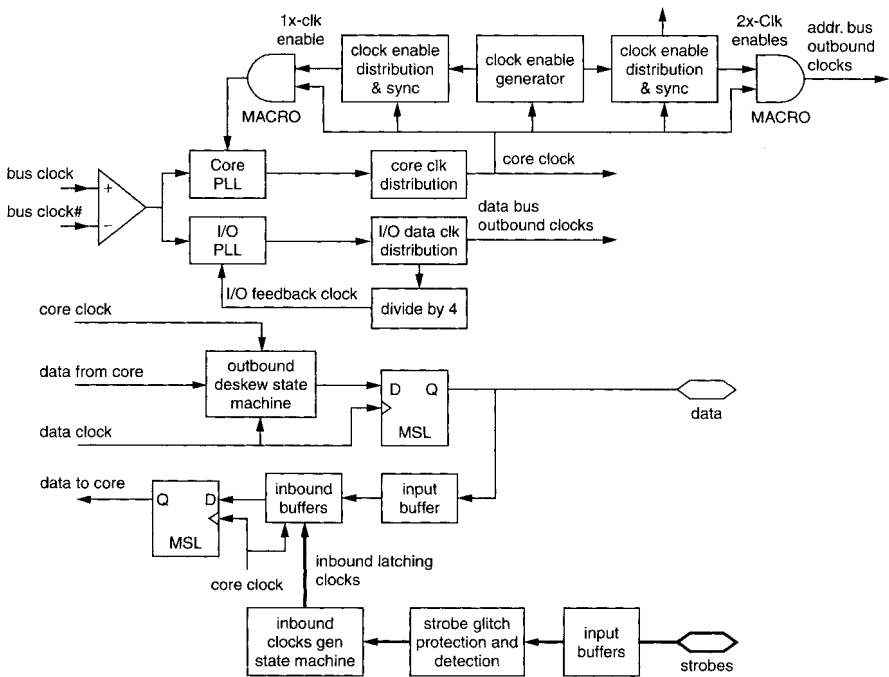 1x-clk
enable
clock enable
distribution
& sync
clock enable
generator
clock enable
distribution
& sync
2x-Clk
enables
addr. bus
outbound
clocks
MACRO
MACRO
bus clock
bus clock#
+
–
Core
PLL
core clk
distribution
core clock
I/O
PLL
I/O data clk
distribution
data bus
outbound clocks
I/O feedback clock
divide by 4
core clock
data from core
data clock
outbound
deskew state
machine
D Q
MSL
data
data to core
Q D
MSL
inbound
buffers
input
buffer
core clock
inbound latching
clocks
inbound
clocks gen
state machine
strobe glitch
protection and
detection
input
buffers
strobes